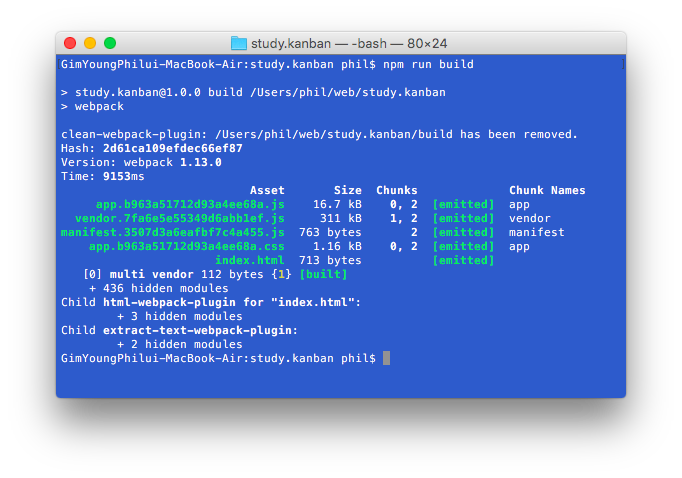 study.kanban — -bash — 80×24
GimYoungPhilui-MacBook-Air:study.kanban phil$ npm run build
> study.kanban@1.0.0 build /Users/phil/web/study.kanban
> webpack
clean-webpack-plugin: /Users/phil/web/study.kanban/build has been removed.
Hash: 2d61ca109efdec66ef87
Version: webpack 1.13.0
Time: 9153ms
Asset Size Chunks Chunk Names
app.b963a51712d93a4ee68a.js 16.7 kB 0, 2 [emitted] app
vendor.7fa6e5e55349d6abb1ef.js 311 kB 1, 2 [emitted] vendor
manifest.3507d3a6eafbf7c4a455.js 763 bytes 2 [emitted] manifest
app.b963a51712d93a4ee68a.css 1.16 kB 0, 2 [emitted] app
index.html 713 bytes [emitted]
[0] multi vendor 112 bytes {1} [built]
+ 436 hidden modules
Child html-webpack-plugin for "index.html":
+ 3 hidden modules
Child extract-text-webpack-plugin:
+ 2 hidden modules
GimYoungPhilui-MacBook-Air:study.kanban phil$